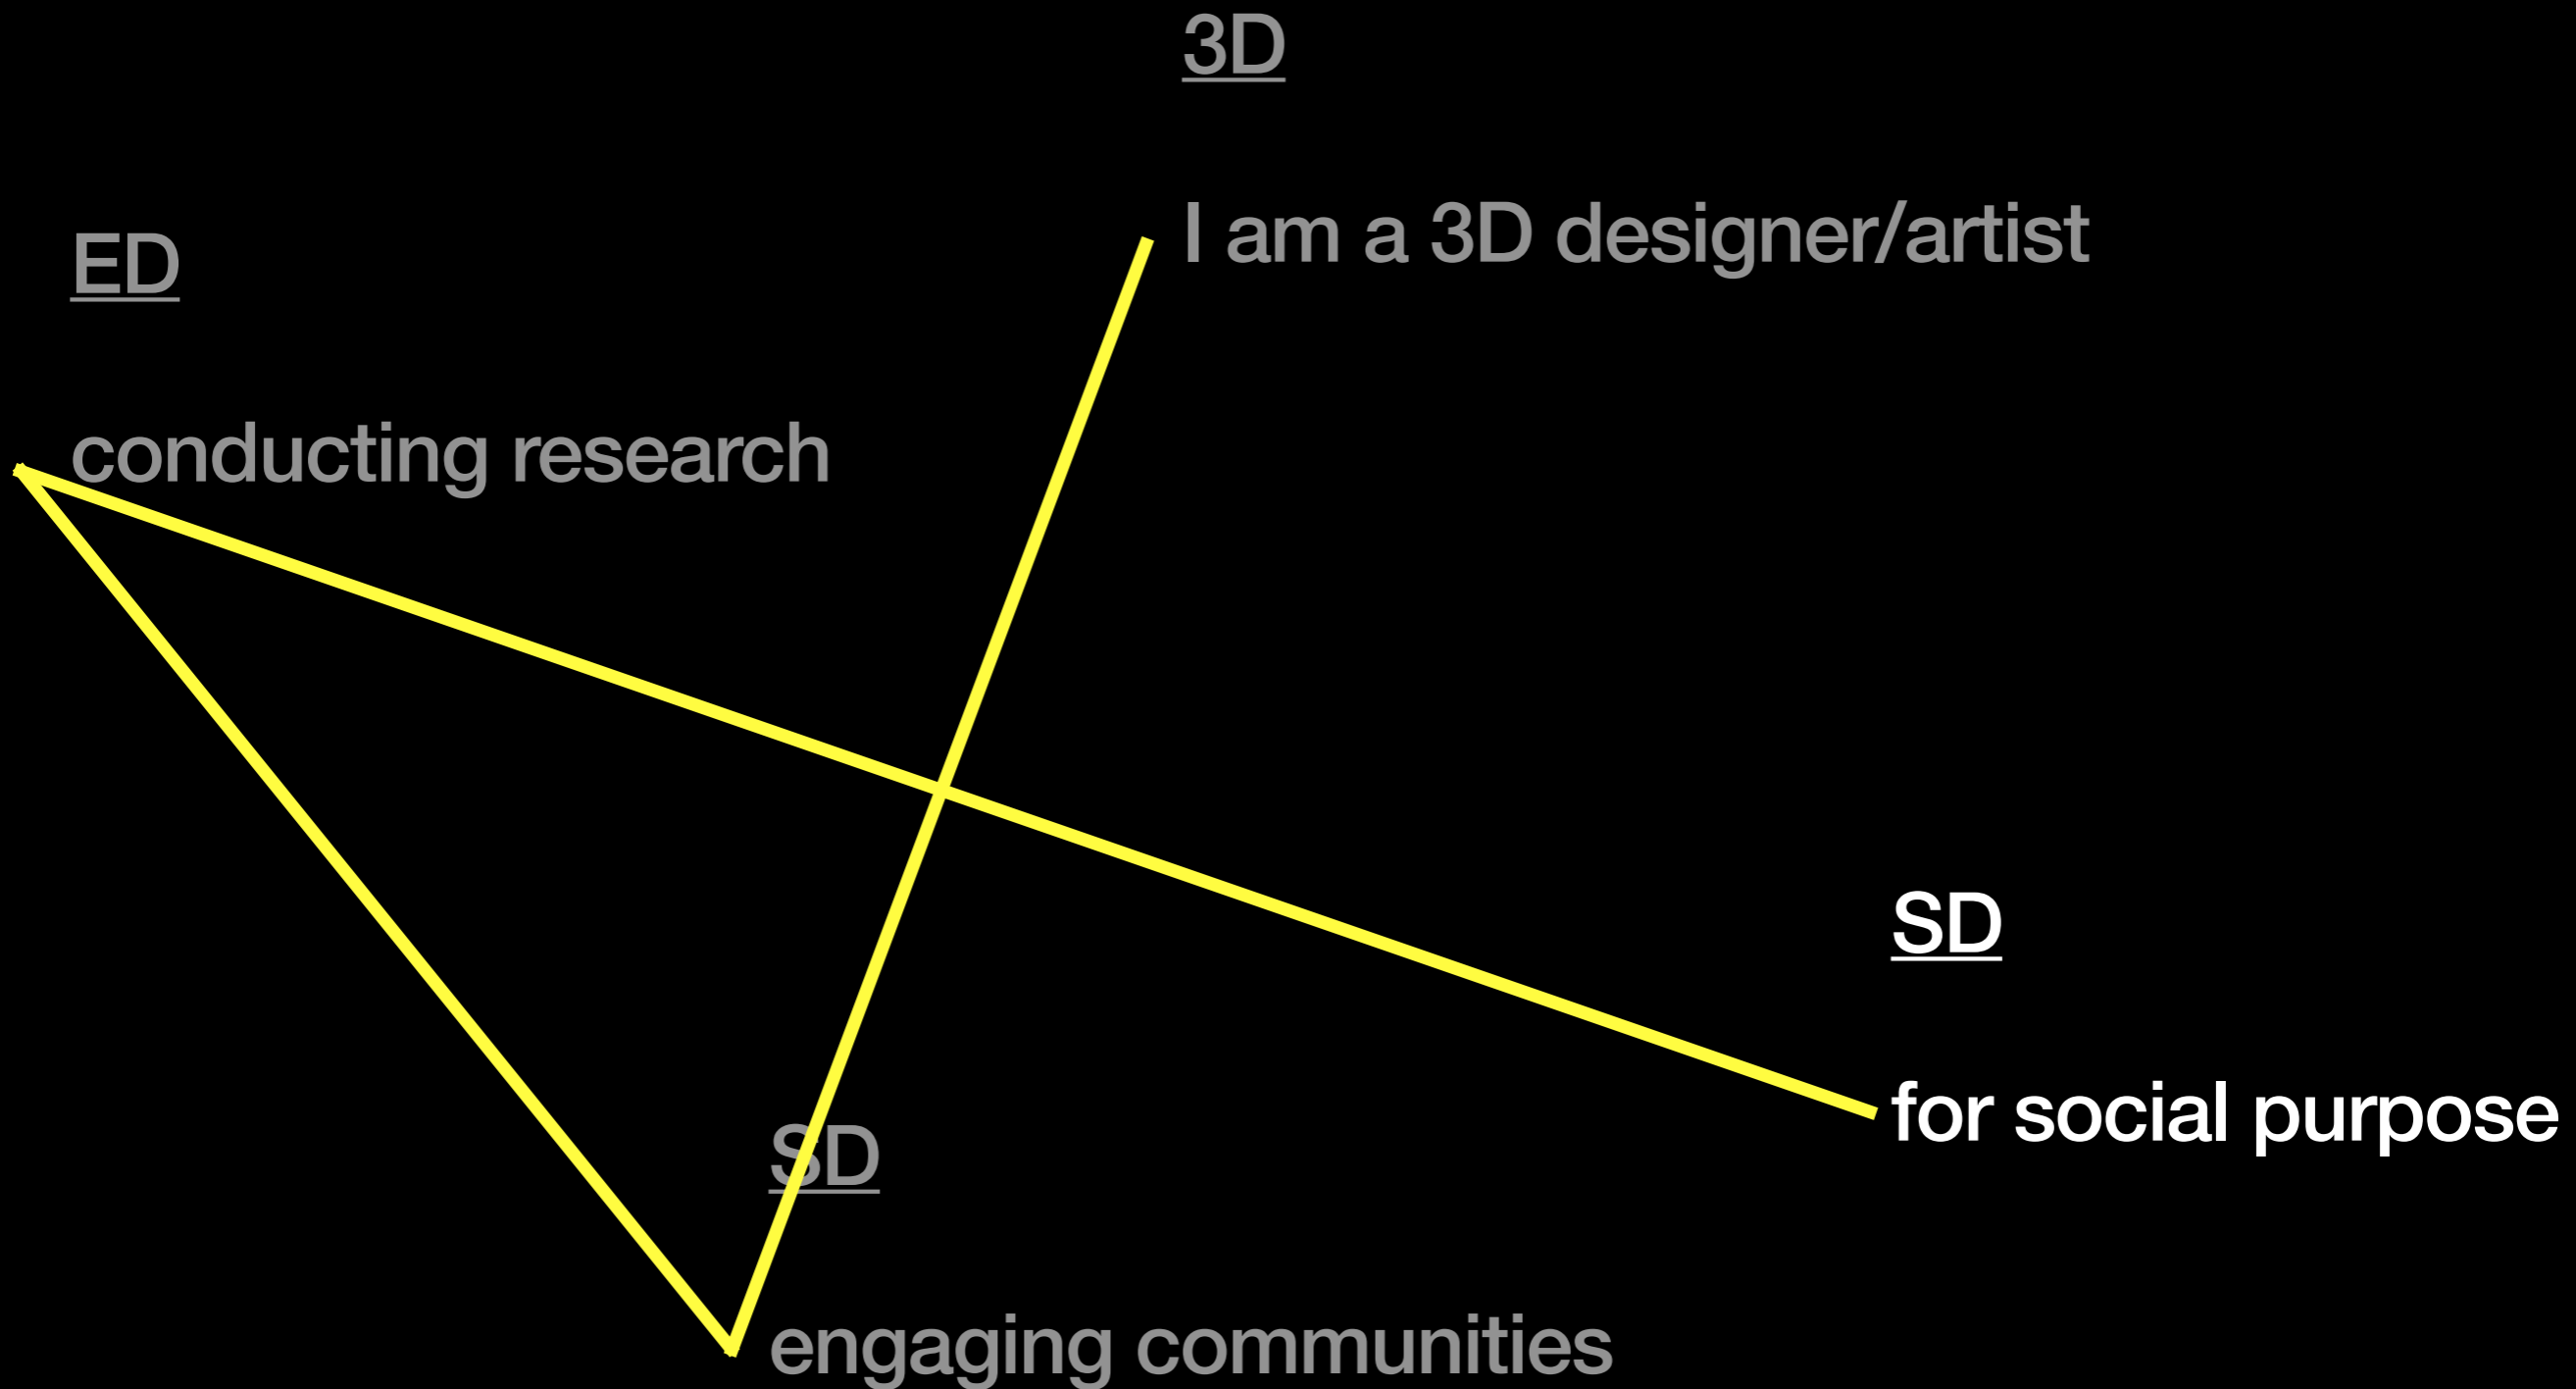 3D
I am a 3D designer/artist
ED
conducting research
SD
for social purpose
SD
engaging communities